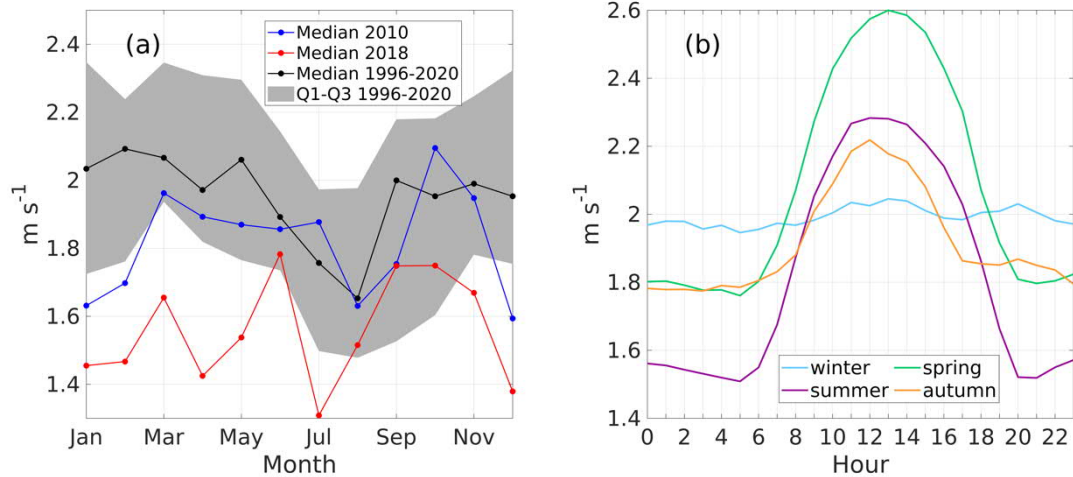 (a)
Median 2010
Median 2018
Median 1996-2020
Q1-Q3 1996-2020
2.4
2.2
2
1.8
1.6
1.4
m s⁻¹
Jan Mar May Jul Sep Nov
Month
(b)
2.6
2.4
2.2
2.0
1.8
1.6
1.4
m s⁻¹
winter spring
summer autumn
0 2 4 6 8 10 12 14 16 18 20 22
Hour